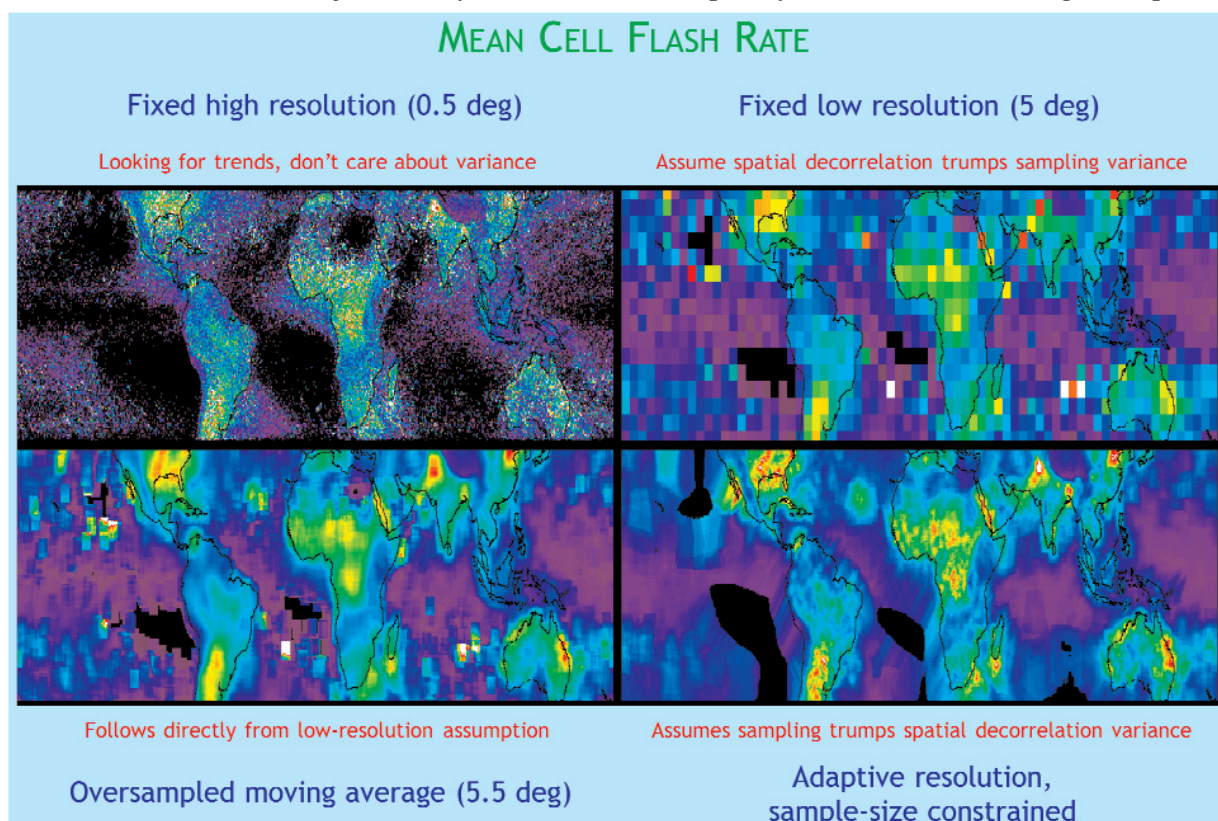 MEAN CELL FLASH RATE
Fixed high resolution (0.5 deg)
Fixed low resolution (5 deg)
Looking for trends, don't care about variance
Assume spatial decorrelation trumps sampling variance
Follows directly from low-resolution assumption
Assumes sampling trumps spatial decorrelation variance
Oversampled moving average (5.5 deg)
Adaptive resolution,
sample-size constrained